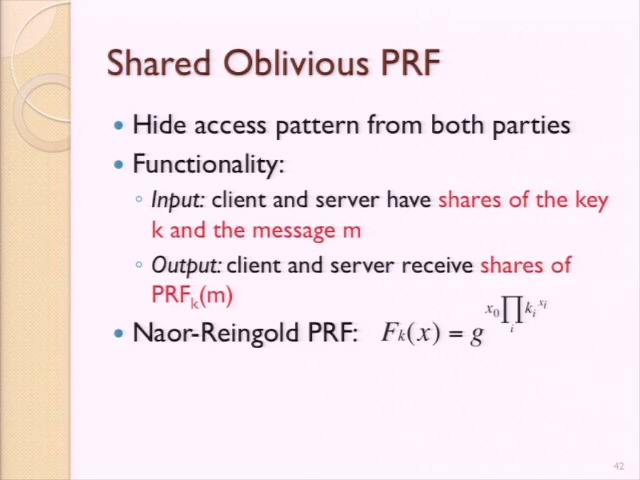 Shared Oblivious PRF
• Hide access pattern from both parties
• Functionality:
◦ Input: client and server have shares of the key
k and the message m
◦ Output: client and server receive shares of
PRFₖ(m)
• Naor-Reingold PRF: Fₖ(x) = g^{x₀ ∏ᵢ kᵢ^{xᵢ}}
42